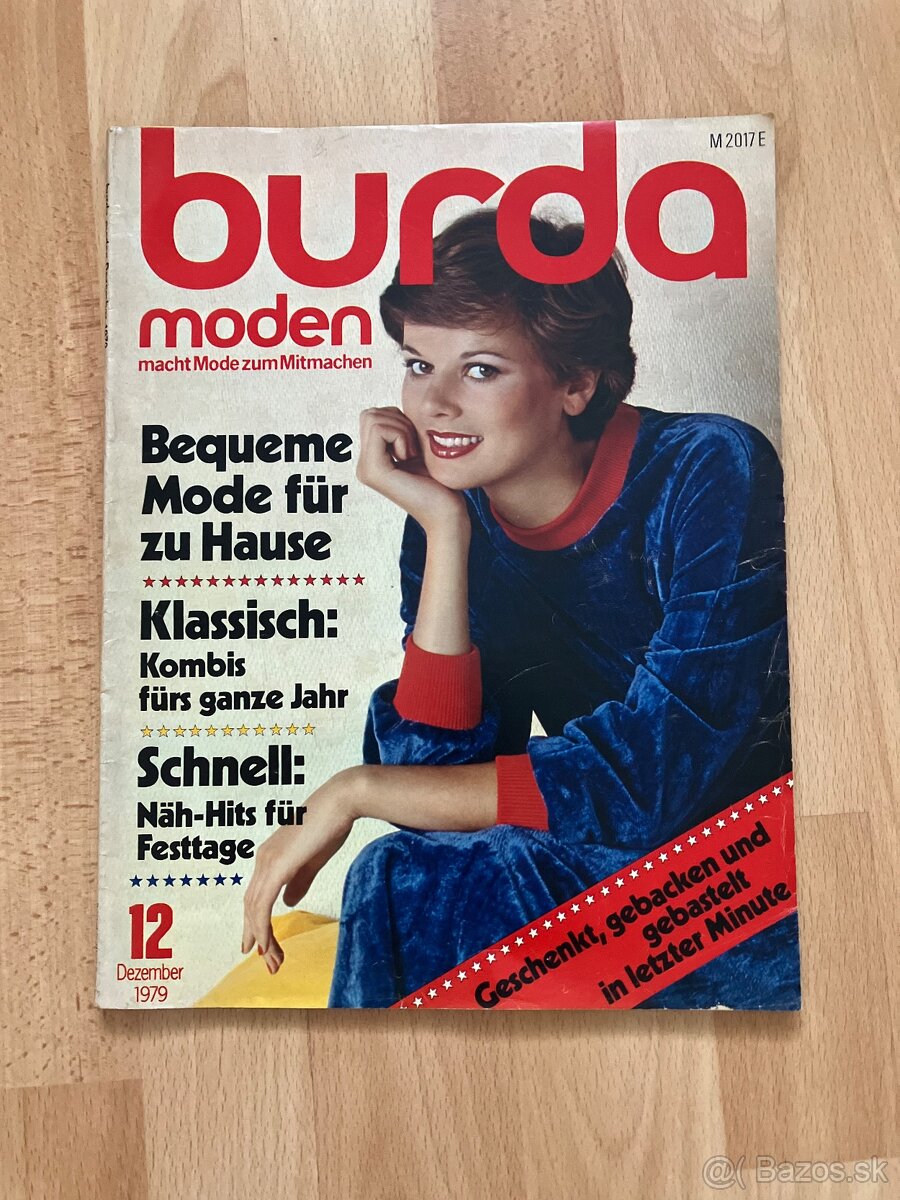 burda
M 2017 E
moden
macht Mode zum Mitmachen
Bequeme
Mode für
zu Hause
Klassisch:
Kombis
fürs ganze Jahr
Schnell:
Näh-Hits für
Festtage
12
Dezember
1979
Geschenkt, gebacken und
gebastelt
in letzter Minute
@( Bazos.sk